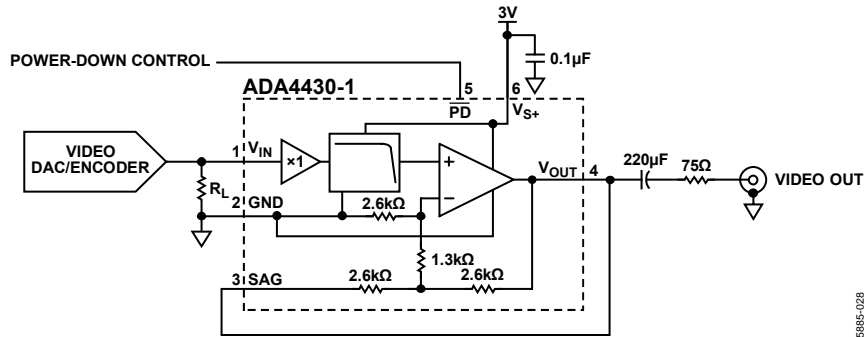 3V
POWER-DOWN CONTROL
0.1µF
ADA4430-1
5
6
PD
VS+
VIDEO
DAC/ENCODER
1
VIN
×1
+
−
VOUT
4
220µF
75Ω
VIDEO OUT
RL
2
GND
2.6kΩ
1.3kΩ
3
SAG
2.6kΩ
2.6kΩ
5885-028